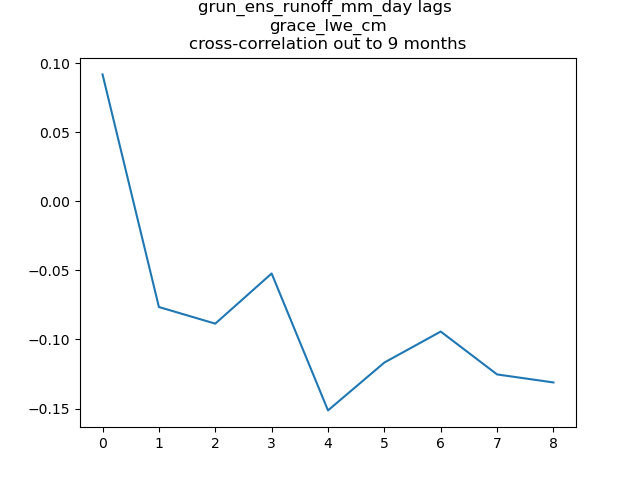 grun_ens_runoff_mm_day lags
grace_lwe_cm
cross-correlation out to 9 months
0.10
0.05
0.00
−0.05
−0.10
−0.15
0 1 2 3 4 5 6 7 8